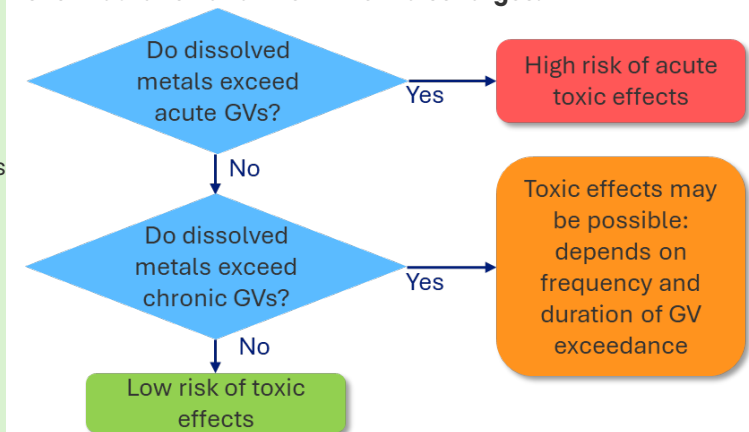 Do dissolved
metals exceed
acute GVs?
Yes
High risk of acute
toxic effects
No
s
Do dissolved
metals exceed
chronic GVs?
Yes
Toxic effects may
be possible:
depends on
frequency and
duration of GV
exceedance
No
Low risk of toxic
effects